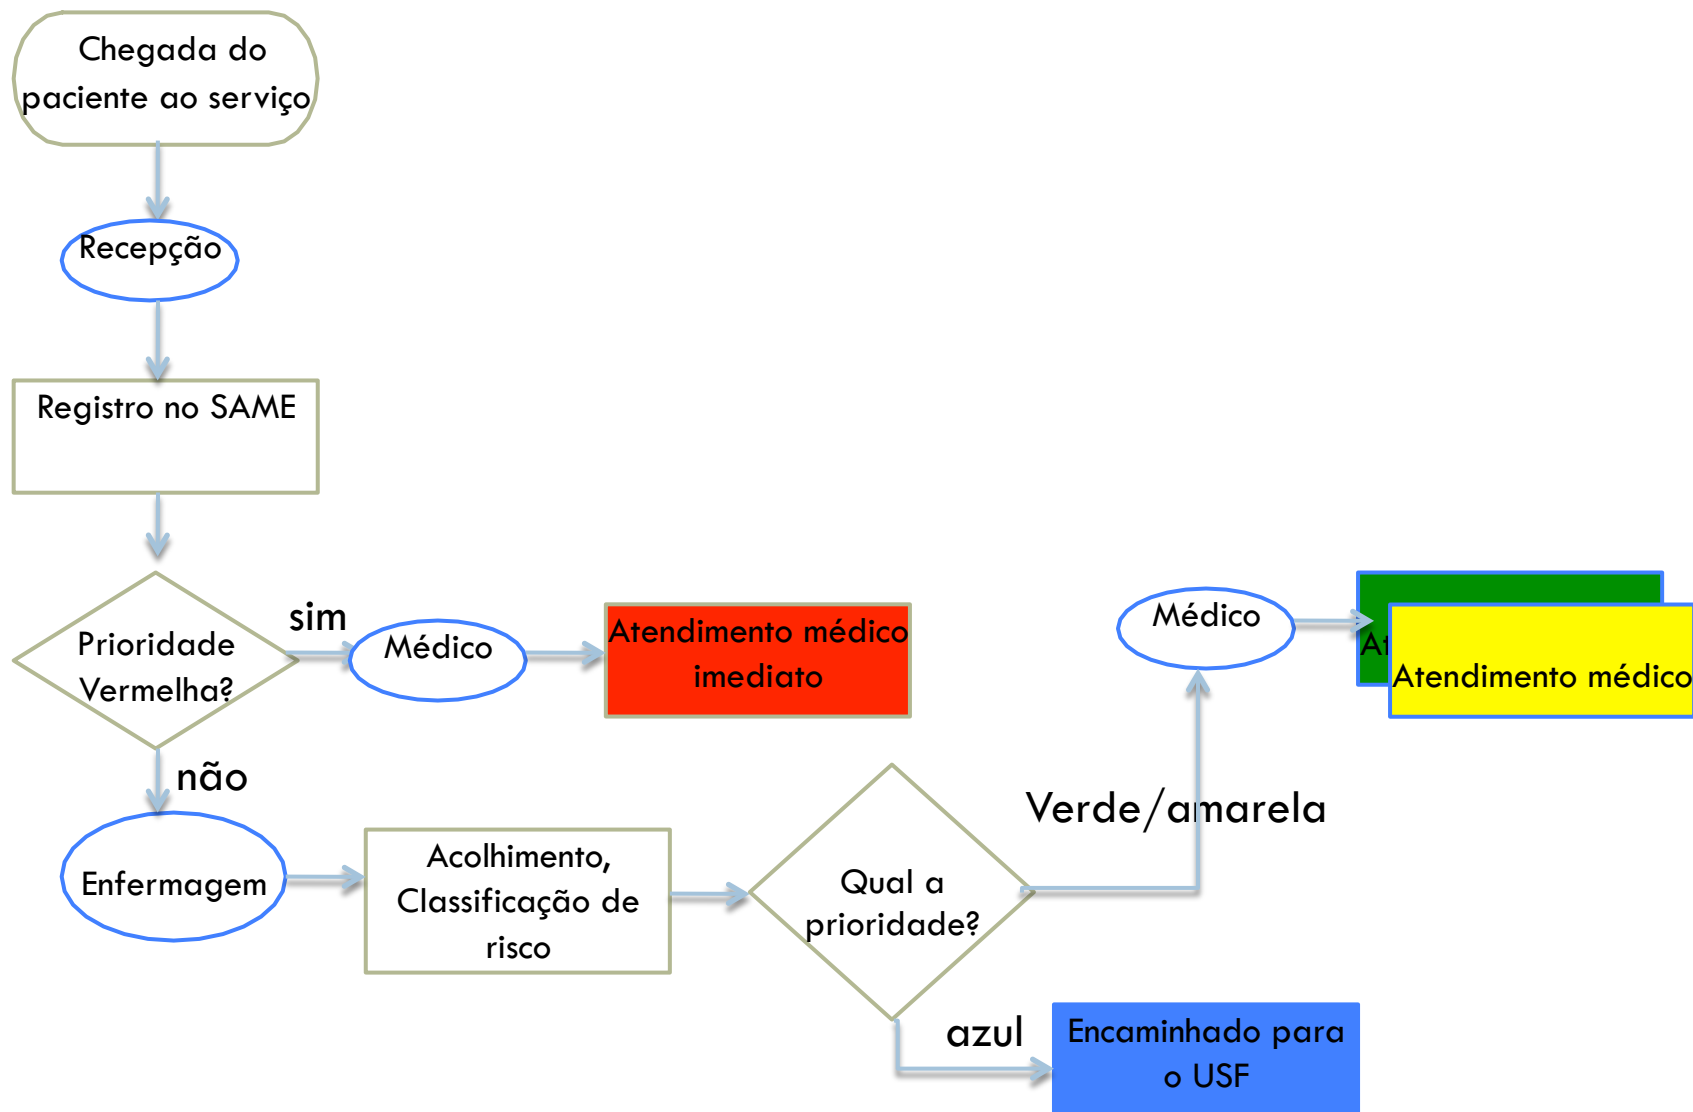 Chegada do
paciente ao serviço
Recepção
Registro no SAME
Prioridade
Vermelha?
sim
Médico
Atendimento médico
imediato
não
Enfermagem
Acolhimento,
Classificação de
risco
Qual a
prioridade?
Verde/amarela
Médico
At
Atendimento médico
azul
Encaminhado para
o USF